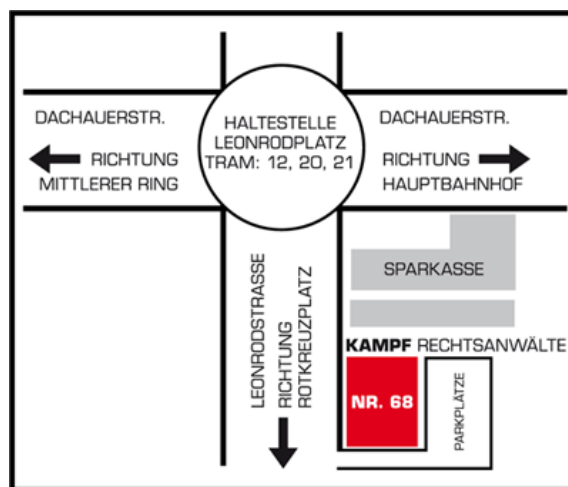 DACHAUERSTR.
RICHTUNG
MITTLERER RING
HALTESTELLE
LEONRODPLATZ
TRAM: 12, 20, 21
DACHAUERSTR.
RICHTUNG
HAUPTBAHNHOF
LEONRODSTRASSE
RICHTUNG
ROTKREUZPLATZ
SPARKASSE
KAMPF RECHTSANWÄLTE
NR. 68
PARKPLÄTZE